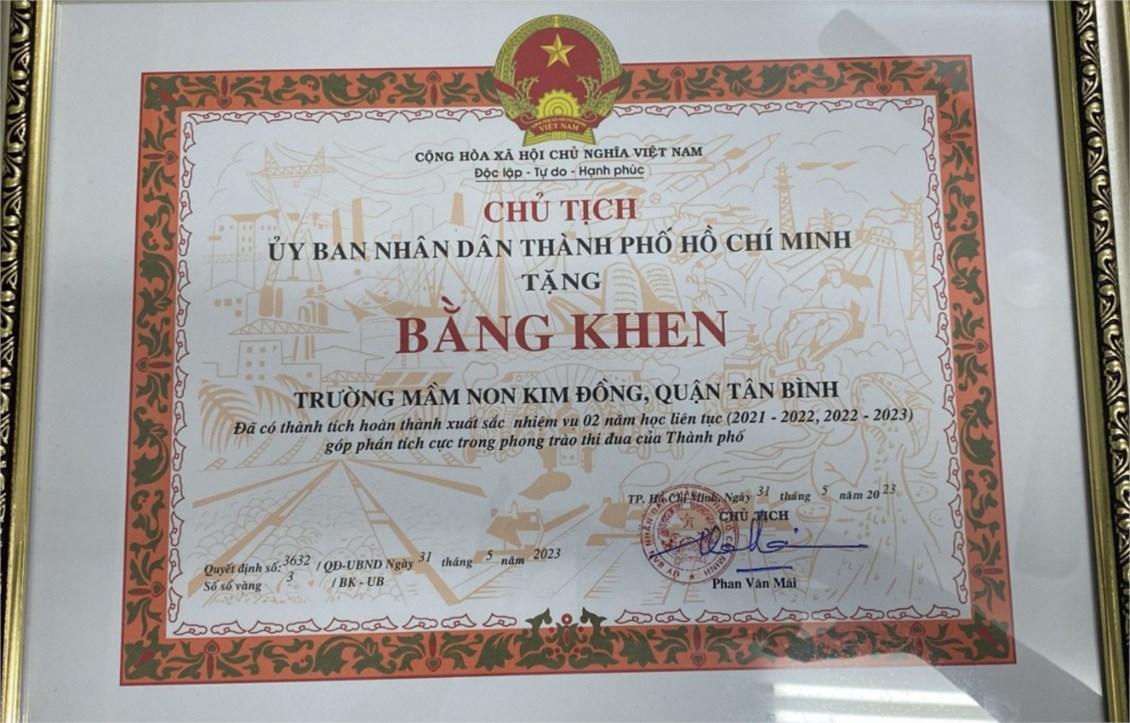 VIỆT NAM
CỘNG HÒA XÃ HỘI CHỦ NGHĨA VIỆT NAM
Độc lập - Tự do - Hạnh phúc
CHỦ TỊCH
ỦY BAN NHÂN DÂN THÀNH PHỐ HỒ CHÍ MINH
TẶNG
BẰNG KHEN
TRƯỜNG MẦM NON KIM ĐỒNG, QUẬN TÂN BÌNH
Đã có thành tích hoàn thành xuất sắc nhiệm vụ 02 năm học liên tục (2021 - 2022, 2022 - 2023)
góp phần tích cực trong phong trào thi đua của Thành phố
TP. Hồ Chí Minh, Ngày 31 tháng 5 năm 2023
CHỦ TỊCH
Phan Văn Mãi
Quyết định số: 3632 / QĐ-UBND Ngày 31 tháng 5 năm 2023
Số sổ vàng 3 / BK - UB